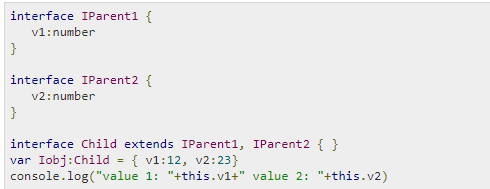 interface IParent1 {
   v1:number
}

interface IParent2 {
   v2:number
}

interface Child extends IParent1, IParent2 { }
var Iobj:Child = { v1:12, v2:23}
console.log("value 1: "+this.v1+" value 2: "+this.v2)